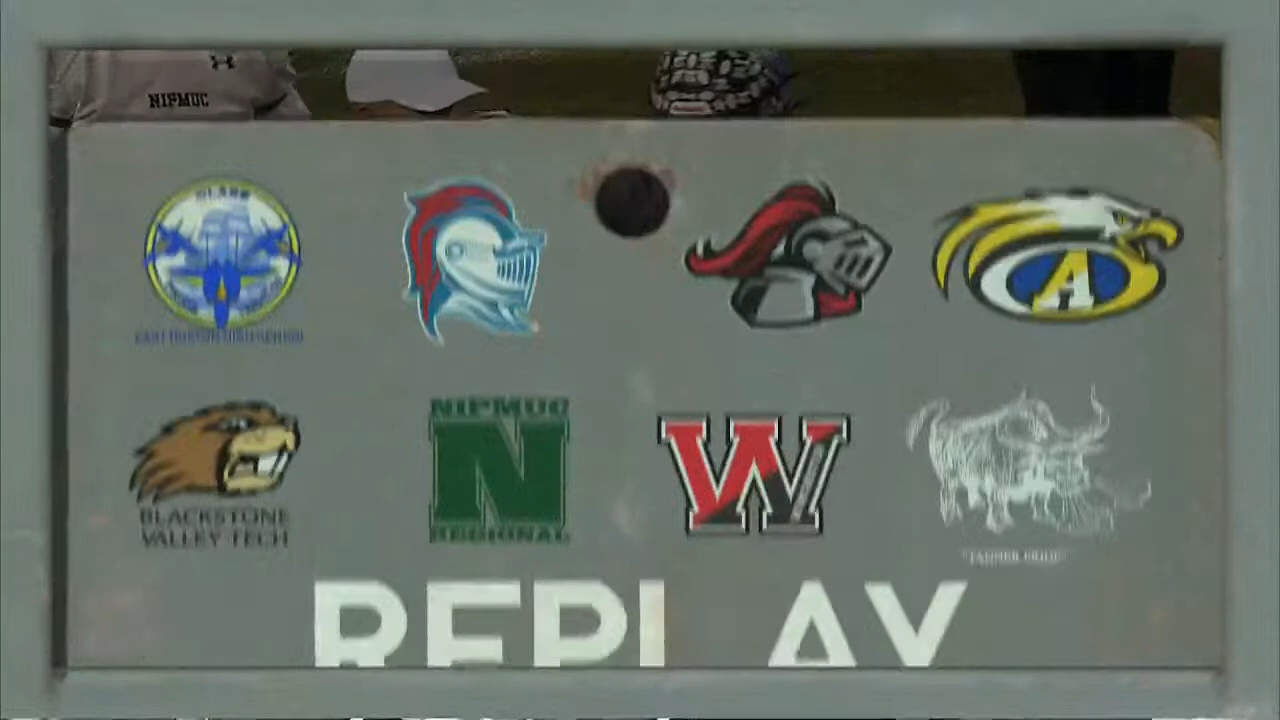 NIPMUC
A
BLACKSTONE
VALLEY TECH
NIPMUC
N
REGIONAL
W
REPLAY